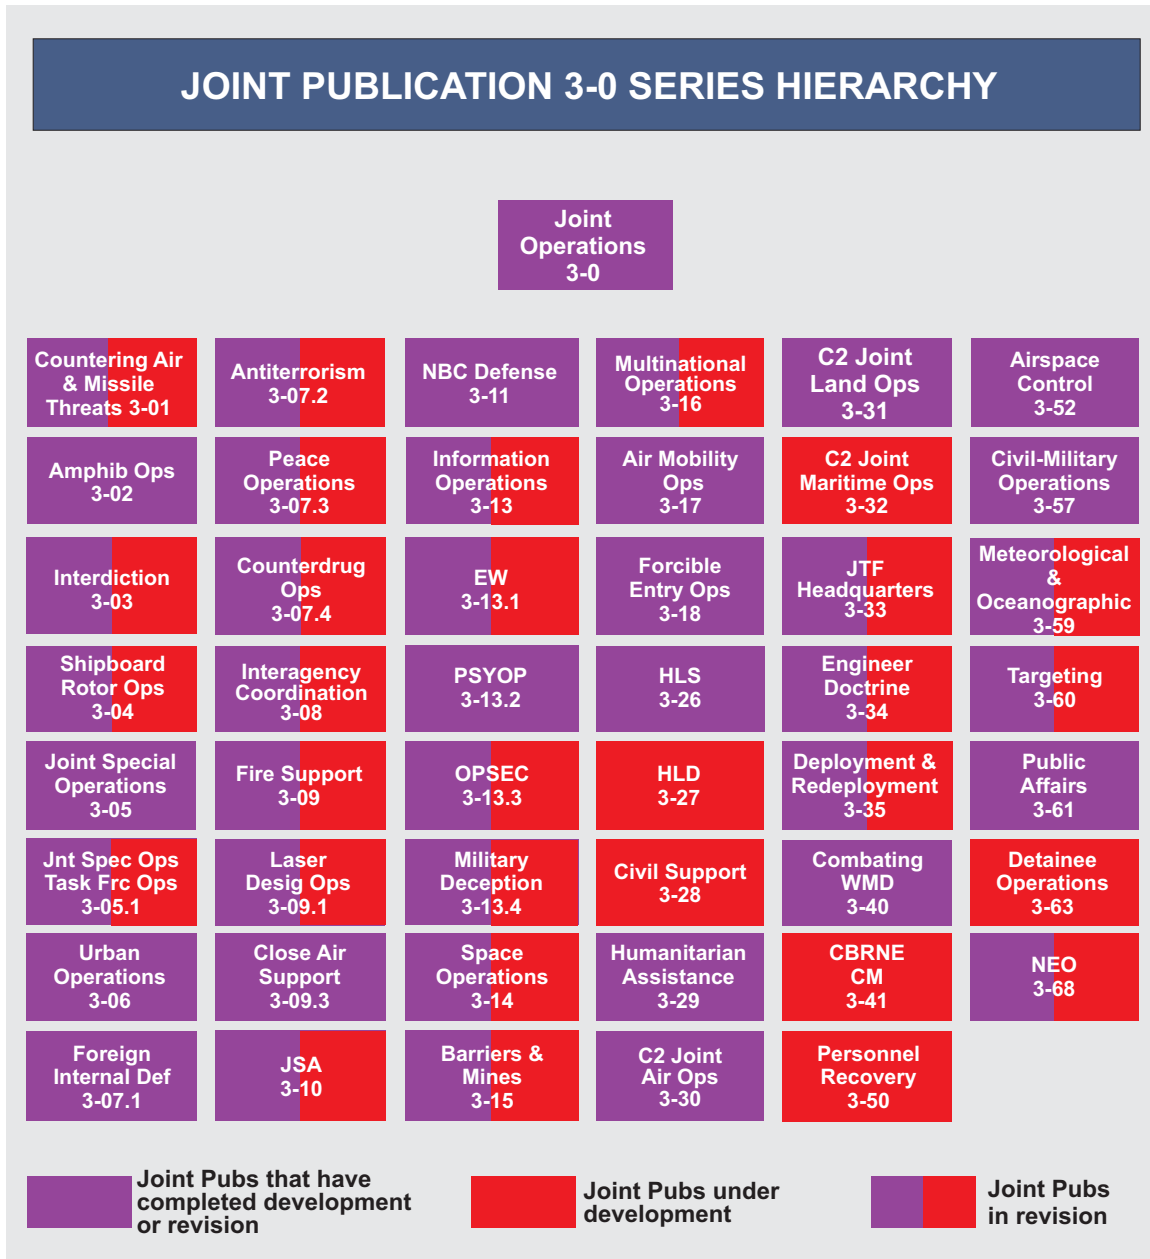 JOINT PUBLICATION 3-0 SERIES HIERARCHY
Joint
Operations
3-0
Countering Air
& Missile
Threats 3-01
Antiterrorism
3-07.2
NBC Defense
3-11
Multinational
Operations
3-16
C2 Joint
Land Ops
3-31
Airspace
Control
3-52
Amphib Ops
3-02
Peace
Operations
3-07.3
Information
Operations
3-13
Air Mobility
Ops
3-17
C2 Joint
Maritime Ops
3-32
Civil-Military
Operations
3-57
Interdiction
3-03
Counterdrug
Ops
3-07.4
EW
3-13.1
Forcible
Entry Ops
3-18
JTF
Headquarters
3-33
Meteorological
&
Oceanographic
3-59
Shipboard
Rotor Ops
3-04
Interagency
Coordination
3-08
PSYOP
3-13.2
HLS
3-26
Engineer
Doctrine
3-34
Targeting
3-60
Joint Special
Operations
3-05
Fire Support
3-09
OPSEC
3-13.3
HLD
3-27
Deployment &
Redeployment
3-35
Public
Affairs
3-61
Jnt Spec Ops
Task Frc Ops
3-05.1
Laser
Desig Ops
3-09.1
Military
Deception
3-13.4
Civil Support
3-28
Combating
WMD
3-40
Detainee
Operations
3-63
Urban
Operations
3-06
Close Air
Support
3-09.3
Space
Operations
3-14
Humanitarian
Assistance
3-29
CBRNE
CM
3-41
NEO
3-68
Foreign
Internal Def
3-07.1
JSA
3-10
Barriers &
Mines
3-15
C2 Joint
Air Ops
3-30
Personnel
Recovery
3-50
Joint Pubs that have
completed development
or revision
Joint Pubs under
development
Joint Pubs
in revision